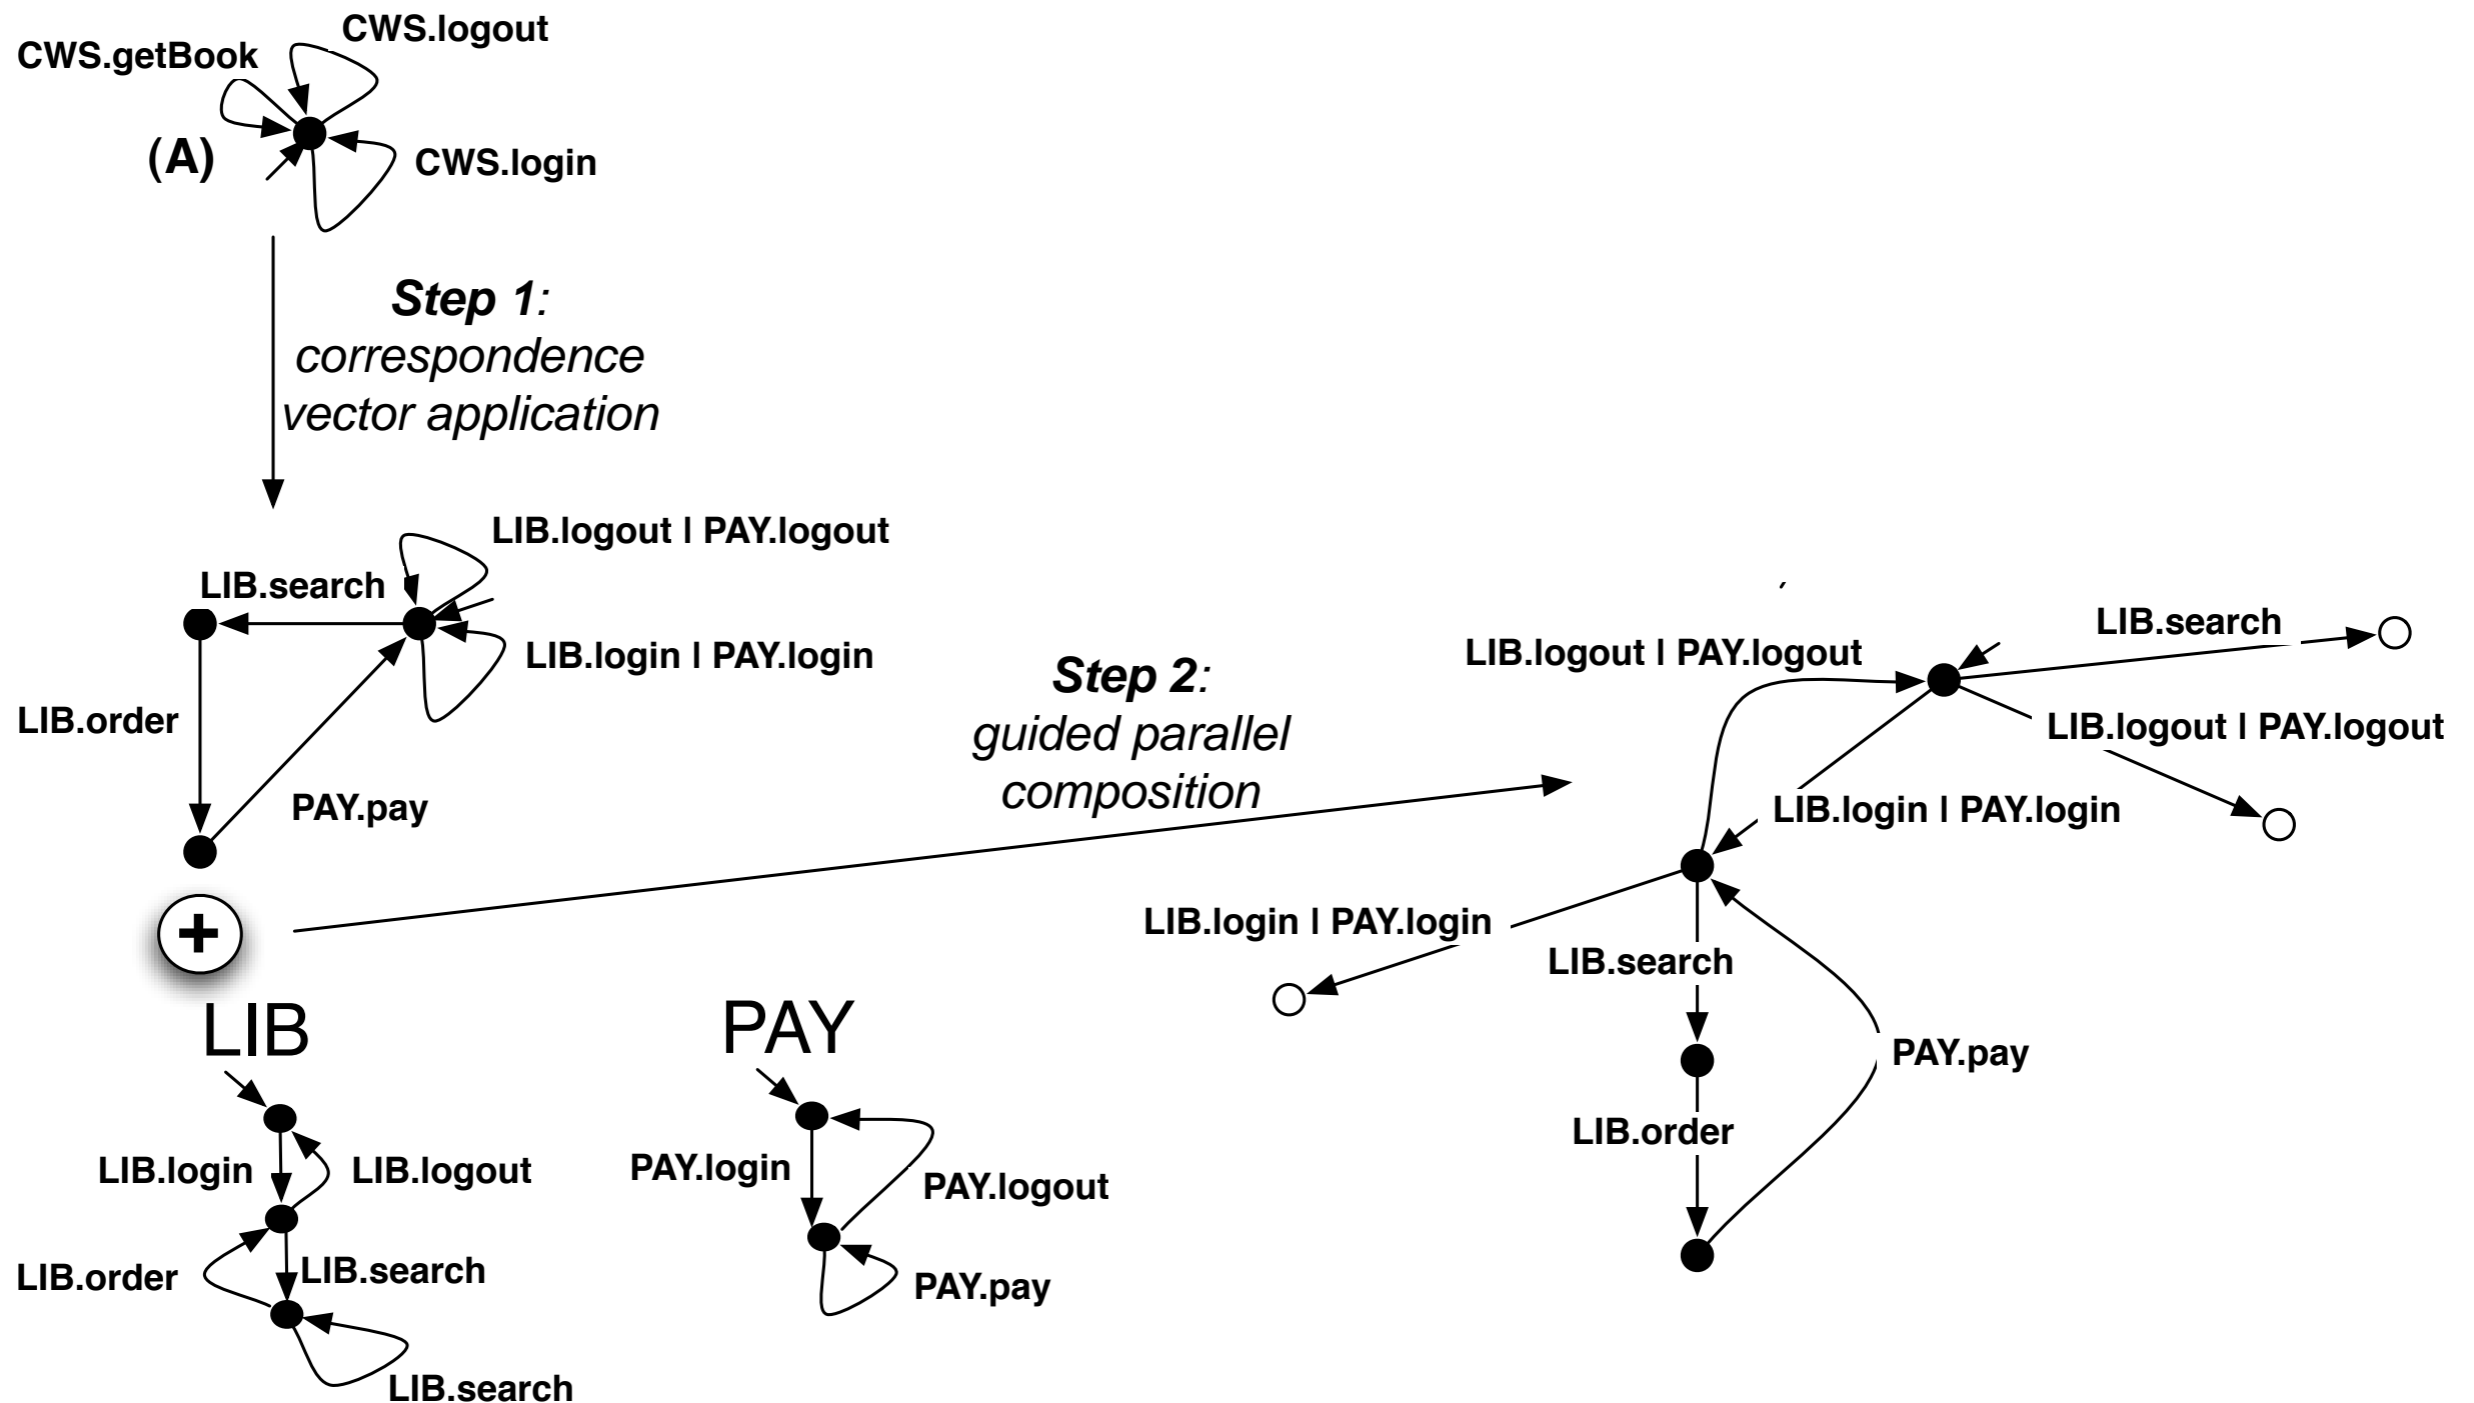 CWS.logout
CWS.getBook
(A)
CWS.login
Step 1:
correspondence
vector application
LIB.logout | PAY.logout
LIB.search
LIB.login | PAY.login
LIB.order
PAY.pay
+
Step 2:
guided parallel
composition
LIB.search
LIB.logout | PAY.logout
LIB.logout | PAY.logout
LIB.login | PAY.login
LIB.login | PAY.login
LIB.search
PAY.pay
LIB.order
LIB
PAY
LIB.login
LIB.logout
PAY.login
PAY.logout
LIB.order
LIB.search
PAY.pay
LIB.search